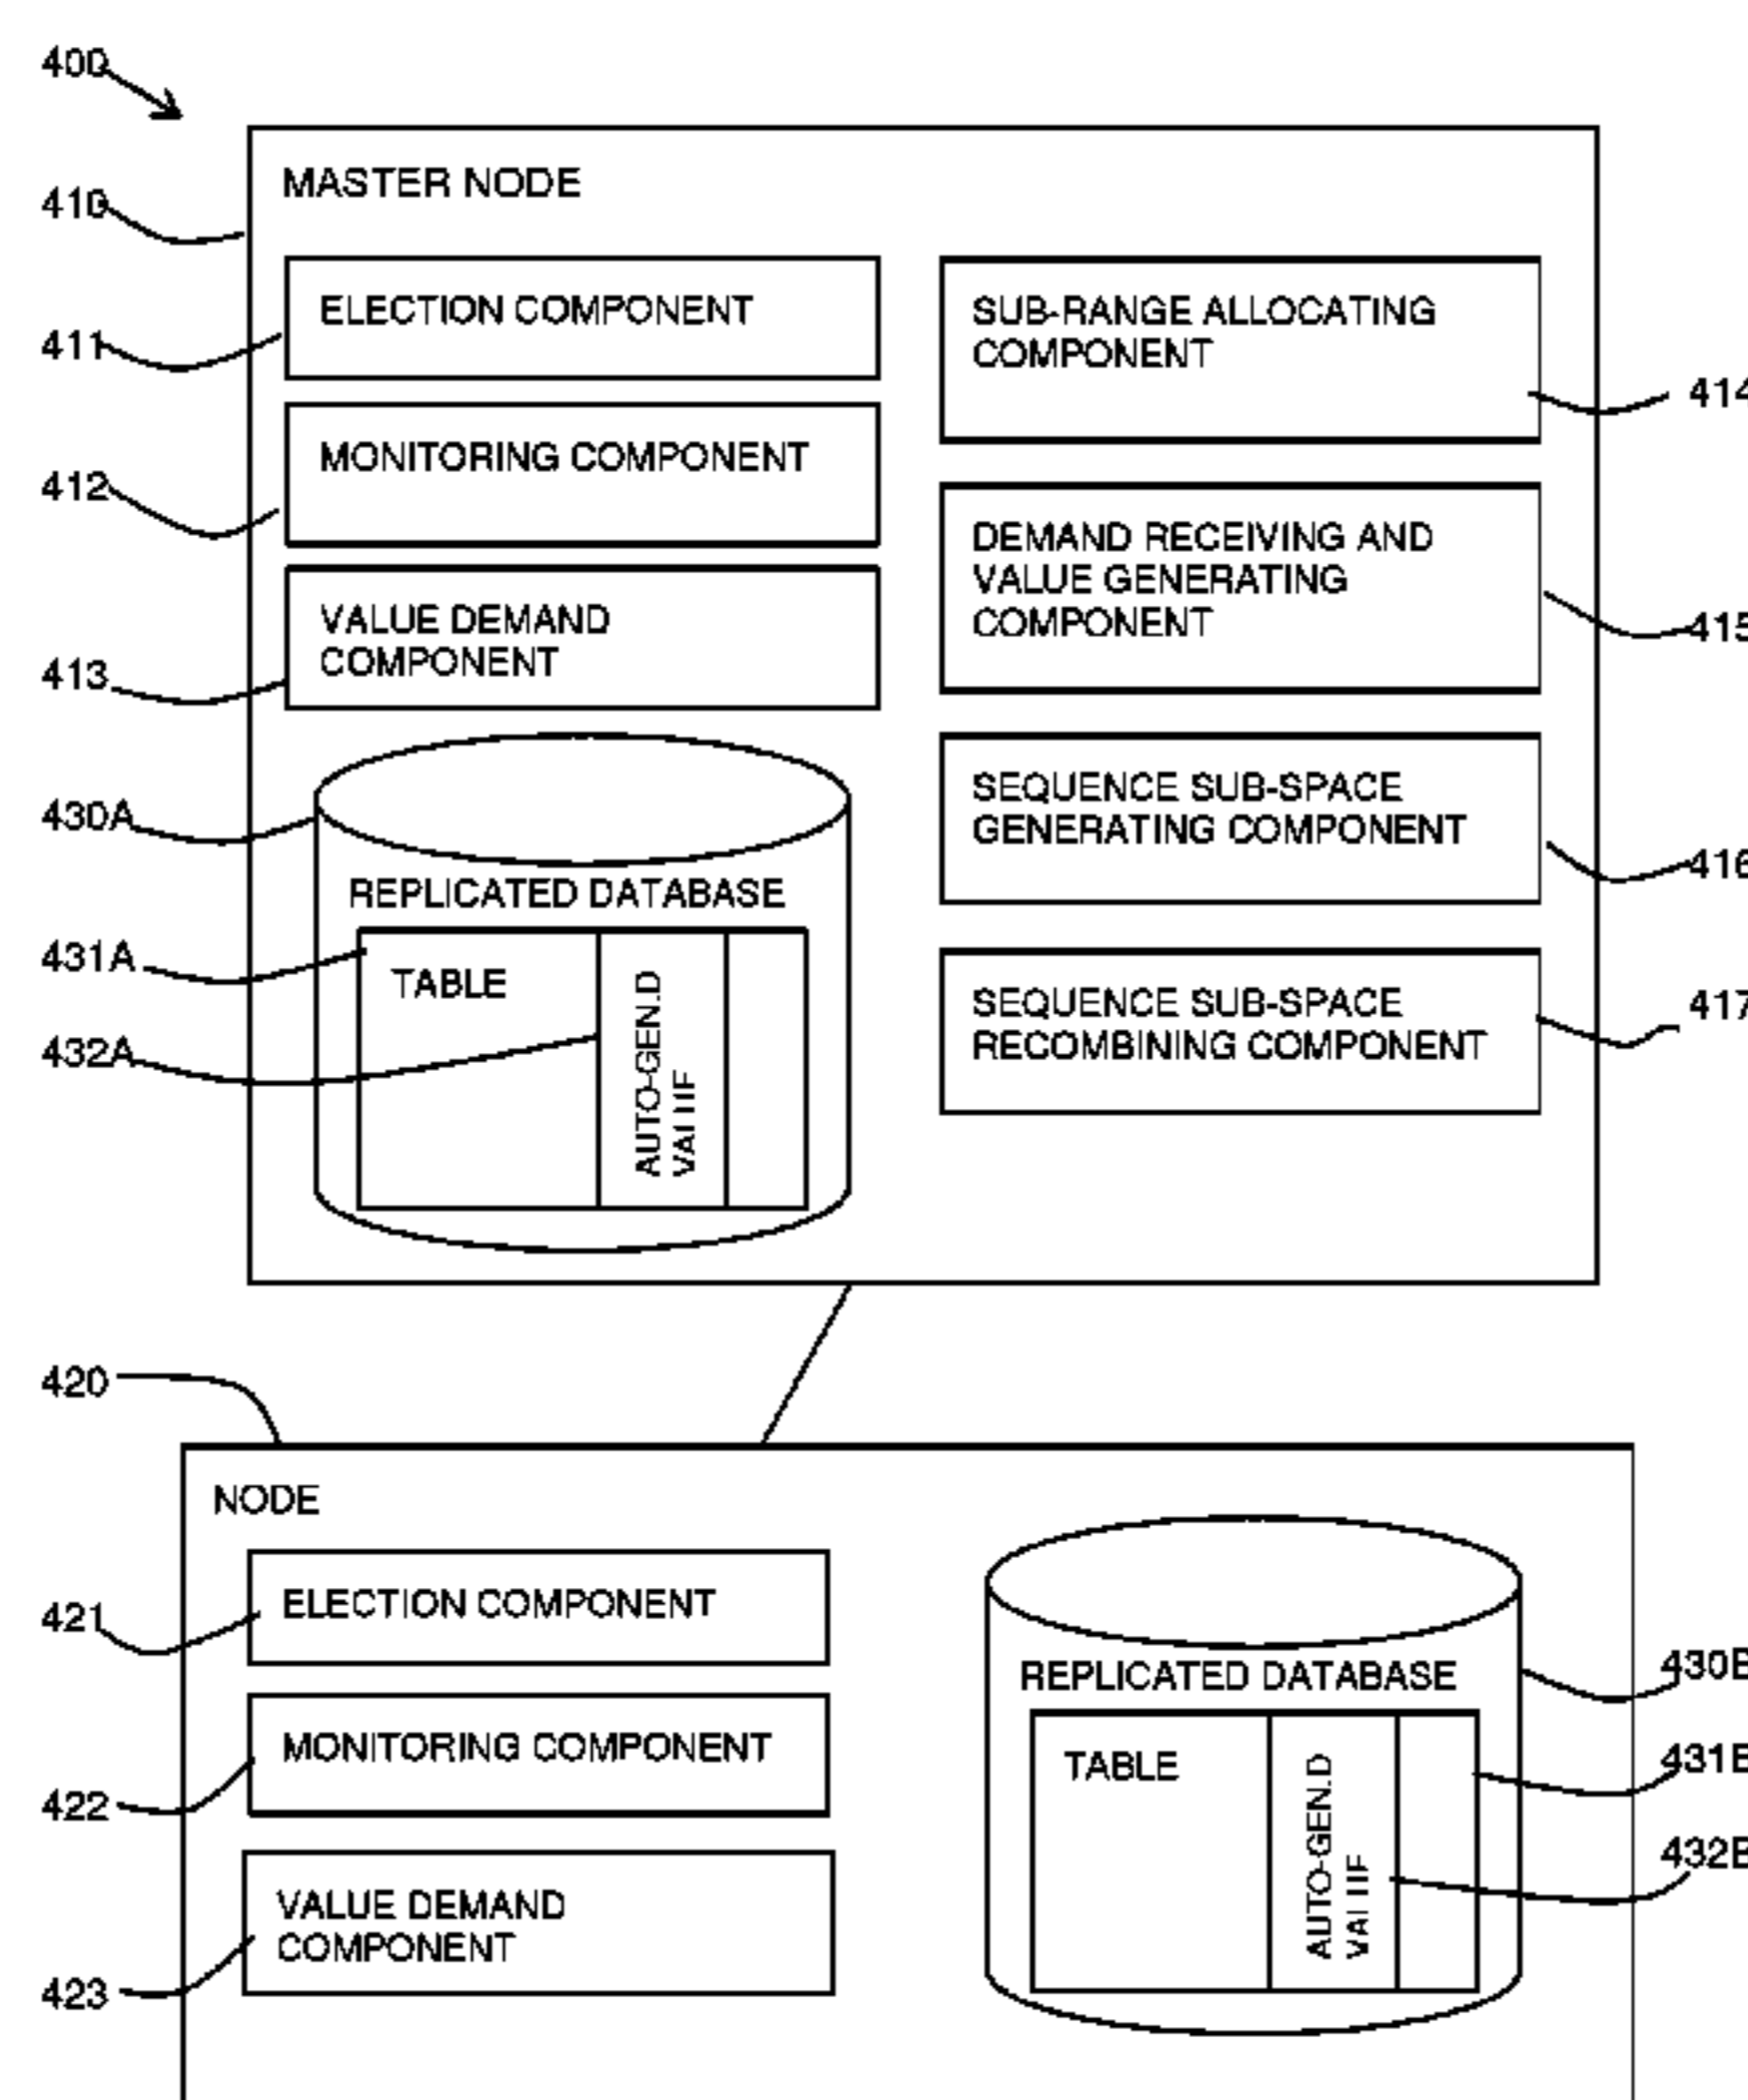 400
410
MASTER NODE
411
ELECTION COMPONENT
412
MONITORING COMPONENT
413
VALUE DEMAND
COMPONENT
SUB-RANGE ALLOCATING
COMPONENT
414
DEMAND RECEIVING AND
VALUE GENERATING
COMPONENT
415
SEQUENCE SUB-SPACE
GENERATING COMPONENT
416
SEQUENCE SUB-SPACE
RECOMBINING COMPONENT
417
430A
REPLICATED DATABASE
431A
TABLE
432A
AUTO-GEN.D
420
NODE
421
ELECTION COMPONENT
422
MONITORING COMPONENT
423
VALUE DEMAND
COMPONENT
REPLICATED DATABASE
430B
TABLE
431B
432B
AUTO-GEN.D